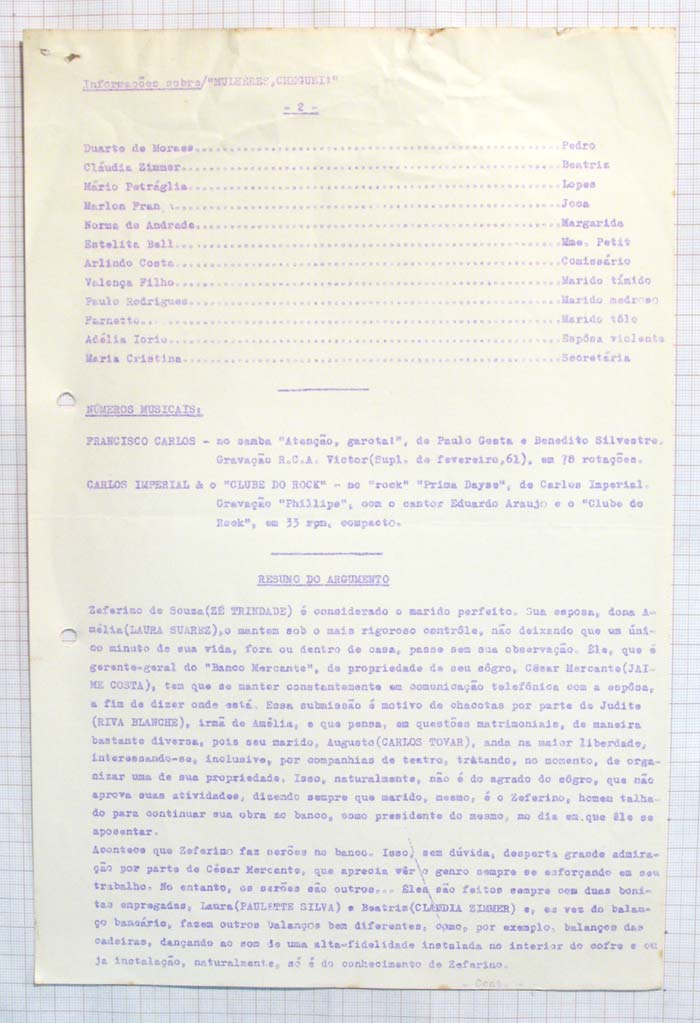 Informações sobre/"MULHERES,CHEGUEI!"
- 2 -
Duarte de Moraes........................................Pedro
Cláudia Zimmer........................................Beatriz
Mário Petráglia........................................Lopes
Marlon Fran ........................................Joca
Norma de Andrade........................................Margarida
Estelita Bell........................................Mme. Petit
Arlindo Costa........................................Comissário
Valença Filho........................................Marido tímido
Paulo Rodrigues........................................Marido medroso
Parnetto........................................Marido tôlo
Adélia Iorio........................................Espôsa violenta
Maria Cristina........................................Secretária
NÚMEROS MUSICAIS:
FRANCISCO CARLOS - no samba "Atenção, garota!", de Paulo Gesta e Benedito Silvestre.
Gravação R.C.A. Victor(Supl. de fevereiro,61), em 78 rotações.
CARLOS IMPERIAL & o "CLUBE DO ROCK" - no "rock" "Prima Dayse", de Carlos Imperial.
Gravação "Phillips", com o cantor Eduardo Araujo e o "Clube do
Rock", em 33 rpm, compacto.
RESUNO DO ARGUMENTO
Zeferino de Souza(ZÉ TRINDADE) é considerado o marido perfeito. Sua esposa, dona A-
mélia(LAURA SUAREZ),o mantem sob o mais rigoroso contrôle, não deixando que um úni-
co minuto de sua vida, fora ou dentro de casa, passe sem sua observação. Êle, que é
gerente-geral do "Banco Mercante", de propriedade de seu sôgro, César Mercante(JAI-
ME COSTA), tem que se manter constantemente em comunicação telefônica com a espôsa,
a fim de dizer onde está. Essa submissão é motivo de chacotas por parte de Judite
(RIVA BLANCHE), irmã de Amélia, e que pensa, em questões matrimoniais, de maneira
bastante diversa, pois seu marido, Augusto(CARLOS TOVAR), anda na maior liberdade,
interessando-se, inclusive, por companhias de teatro, tratando, no momento, de orga-
nizar uma de sua propriedade. Isso, naturalmente, não é do agrado do sôgro, que não
aprova suas atividades, dizendo sempre que marido, mesmo, é o Zeferino, homem talha-
do para continuar sua obra no banco, como presidente do mesmo, no dia em que êle se
aposentar.
Acontece que Zeferino faz serões no banco. Isso, sem dúvida, desperta grande admira-
ção por parte de César Mercante, que aprecia vêr o genro sempre se esforçando em seu
trabalho. No entanto, os serões são outros... Êles são feitos sempre com duas boni-
tas empregadas, Laura(PAULETTE SILVA) e Beatriz(CLAUDIA ZIMMER) e, em vez do balan-
ço bancário, fazem outros balanços bem diferentes, como, por exemplo, balanços das
cadeiras, dançando ao som de uma alta-fidelidade instalada no interior do cofre e cu
ja instalação, naturalmente, só é do conhecimento de Zeferino.
- Cont. -